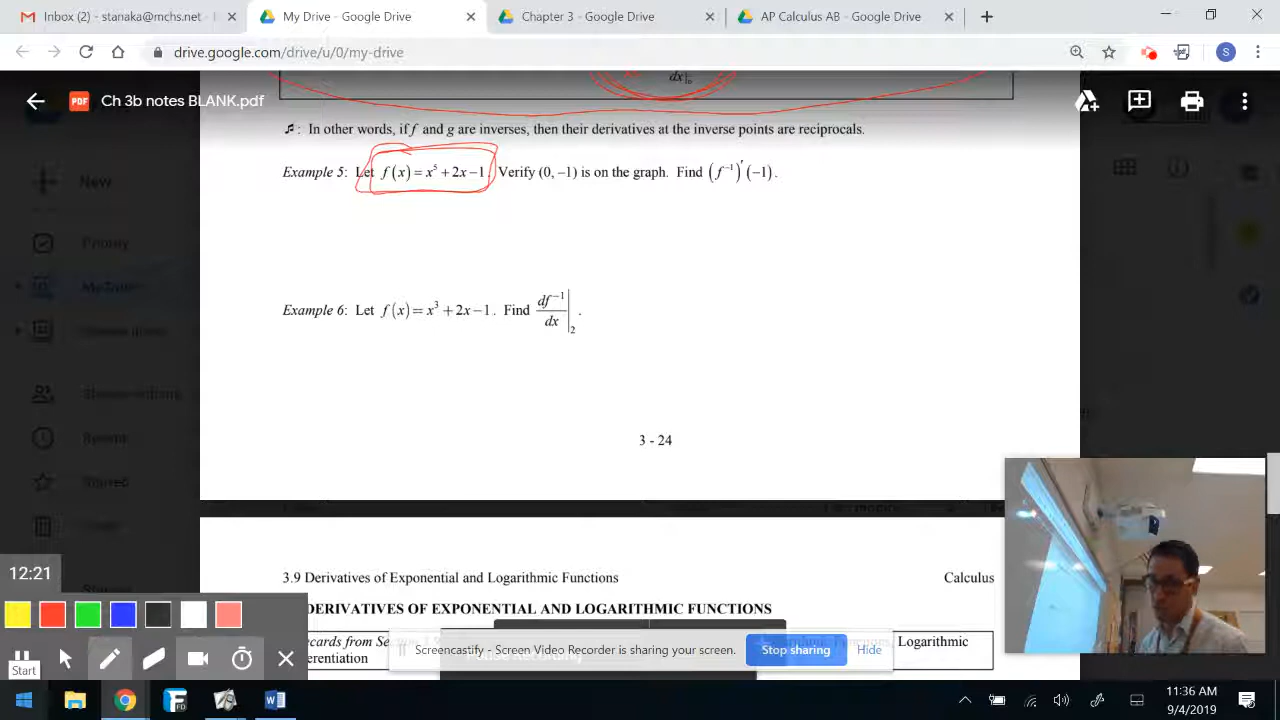 Inbox (2) - stanaka@mchs.net
My Drive - Google Drive
Chapter 3 - Google Drive
AP Calculus AB - Google Drive
drive.google.com/drive/u/0/my-drive
Ch 3b notes BLANK.pdf
dx
♬: In other words, if f and g are inverses, then their derivatives at the inverse points are reciprocals.
Example 5: Let f(x) = x⁵ + 2x − 1. Verify (0, −1) is on the graph. Find (f⁻¹)′(−1).
New
Priority
Example 6: Let f(x) = x³ + 2x − 1. Find df⁻¹/dx |₂.
Recent
Starred
3 - 24
3.9 Derivatives of Exponential and Logarithmic Functions Calculus
DERIVATIVES OF EXPONENTIAL AND LOGARITHMIC FUNCTIONS
Logarithmic
12:21
Screencastify - Screen Video Recorder is sharing your screen.
Stop sharing
Hide
Start
11:36 AM
9/4/2019